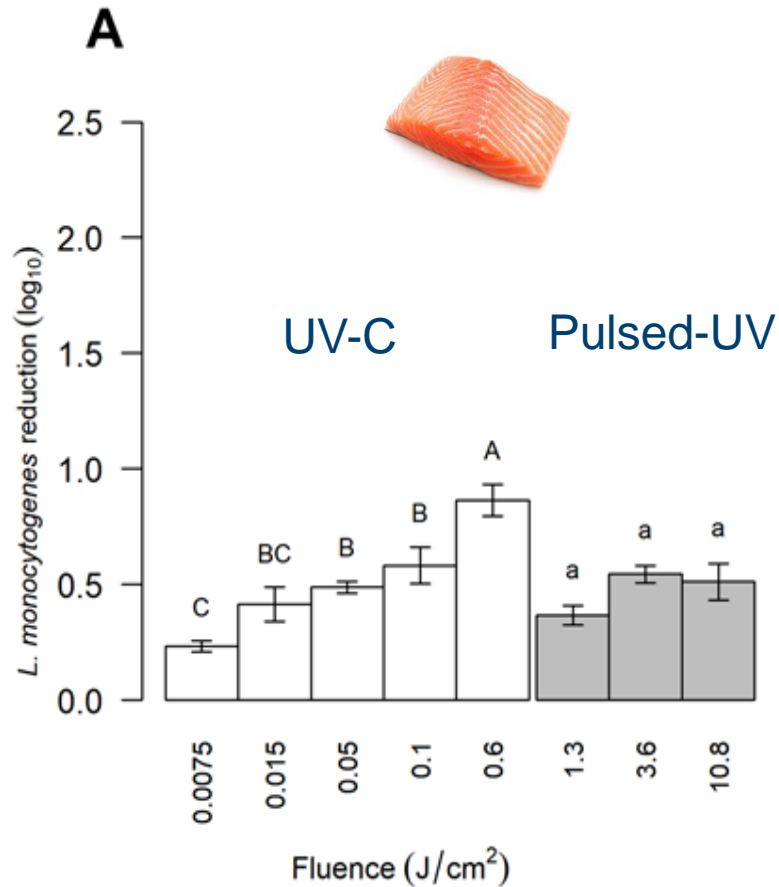 A
2.5
2.0
1.5
1.0
0.5
0.0
L. monocytogenes reduction (log₁₀)
UV-C
Pulsed-UV
C
BC
B
B
A
a
a
a
0.0075
0.015
0.05
0.1
0.6
1.3
3.6
10.8
Fluence (J/cm²)